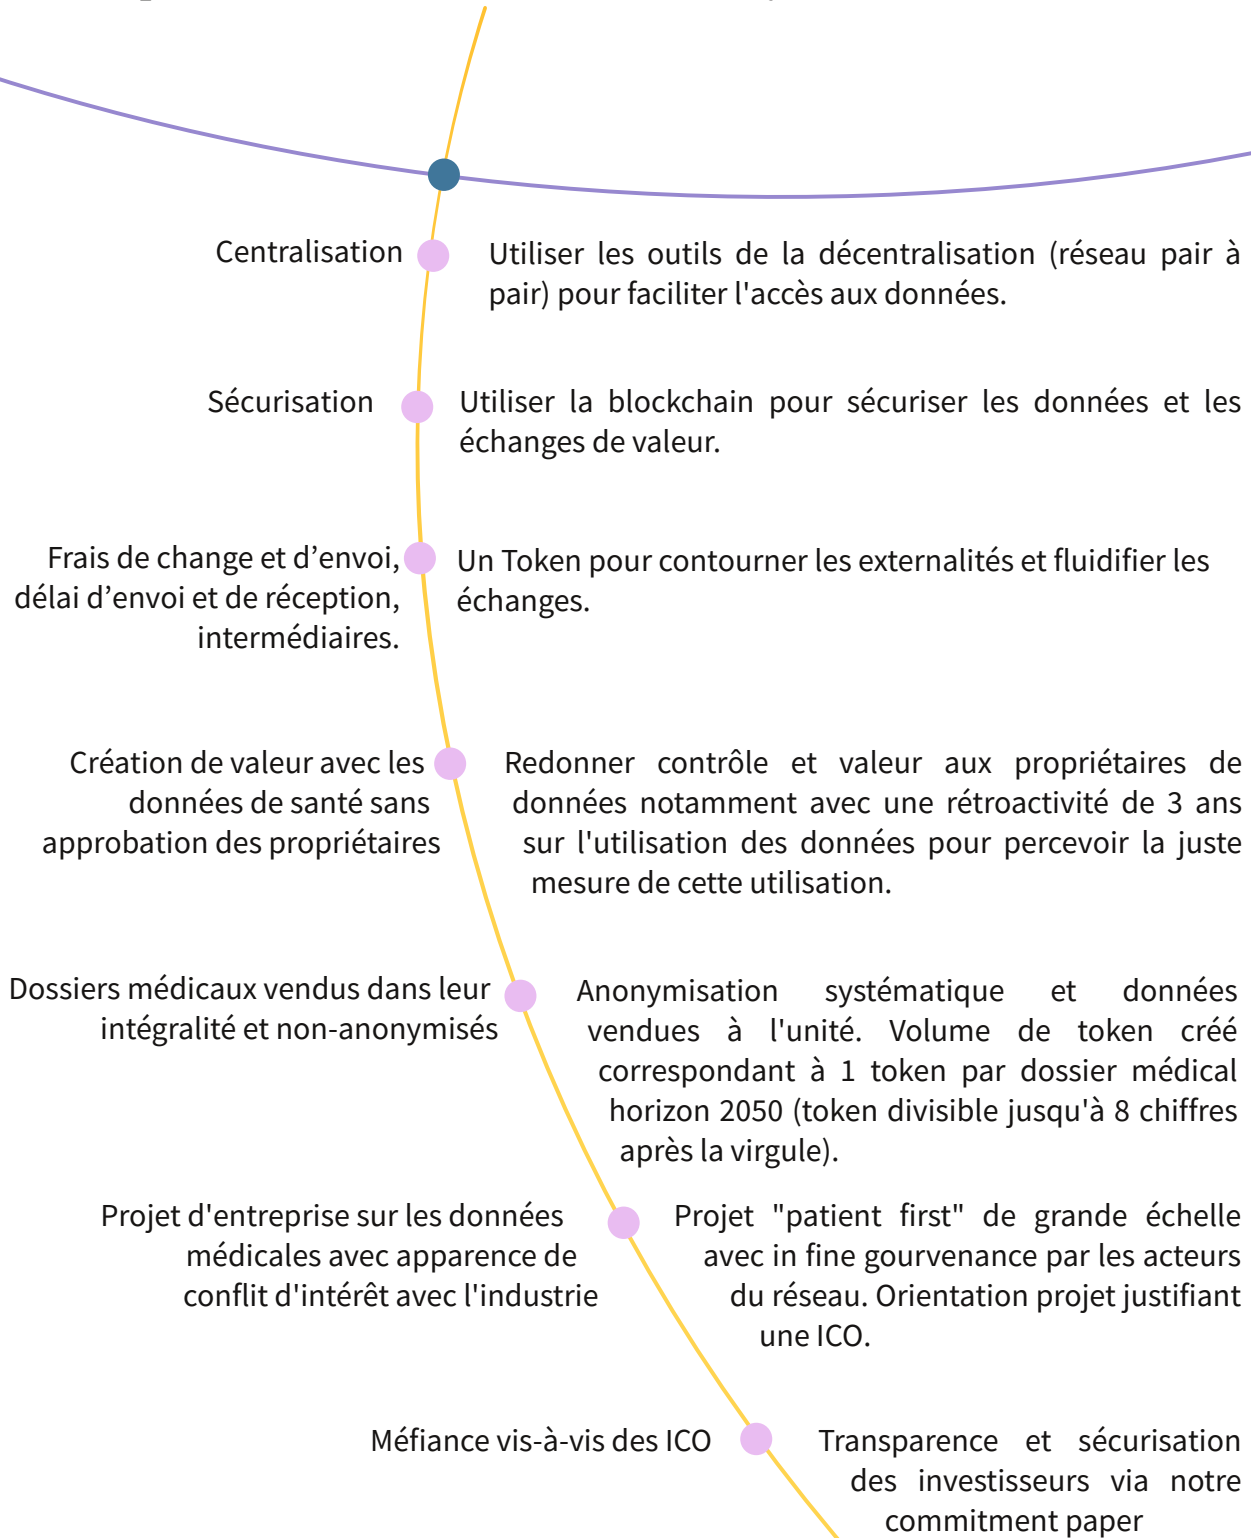 Centralisation
Utiliser les outils de la décentralisation (réseau pair à
pair) pour faciliter l'accès aux données.
Sécurisation
Utiliser la blockchain pour sécuriser les données et les
échanges de valeur.
Frais de change et d’envoi,
délai d’envoi et de réception,
intermédiaires.
Un Token pour contourner les externalités et fluidifier les
échanges.
Création de valeur avec les
données de santé sans
approbation des propriétaires
Redonner contrôle et valeur aux propriétaires de
données notamment avec une rétroactivité de 3 ans
sur l'utilisation des données pour percevoir la juste
mesure de cette utilisation.
Dossiers médicaux vendus dans leur
intégralité et non-anonymisés
Anonymisation systématique et données
vendues à l'unité. Volume de token créé
correspondant à 1 token par dossier médical
horizon 2050 (token divisible jusqu'à 8 chiffres
après la virgule).
Projet d'entreprise sur les données
médicales avec apparence de
conflit d'intérêt avec l'industrie
Projet "patient first" de grande échelle
avec in fine gourvenance par les acteurs
du réseau. Orientation projet justifiant
une ICO.
Méfiance vis-à-vis des ICO
Transparence et sécurisation
des investisseurs via notre
commitment paper